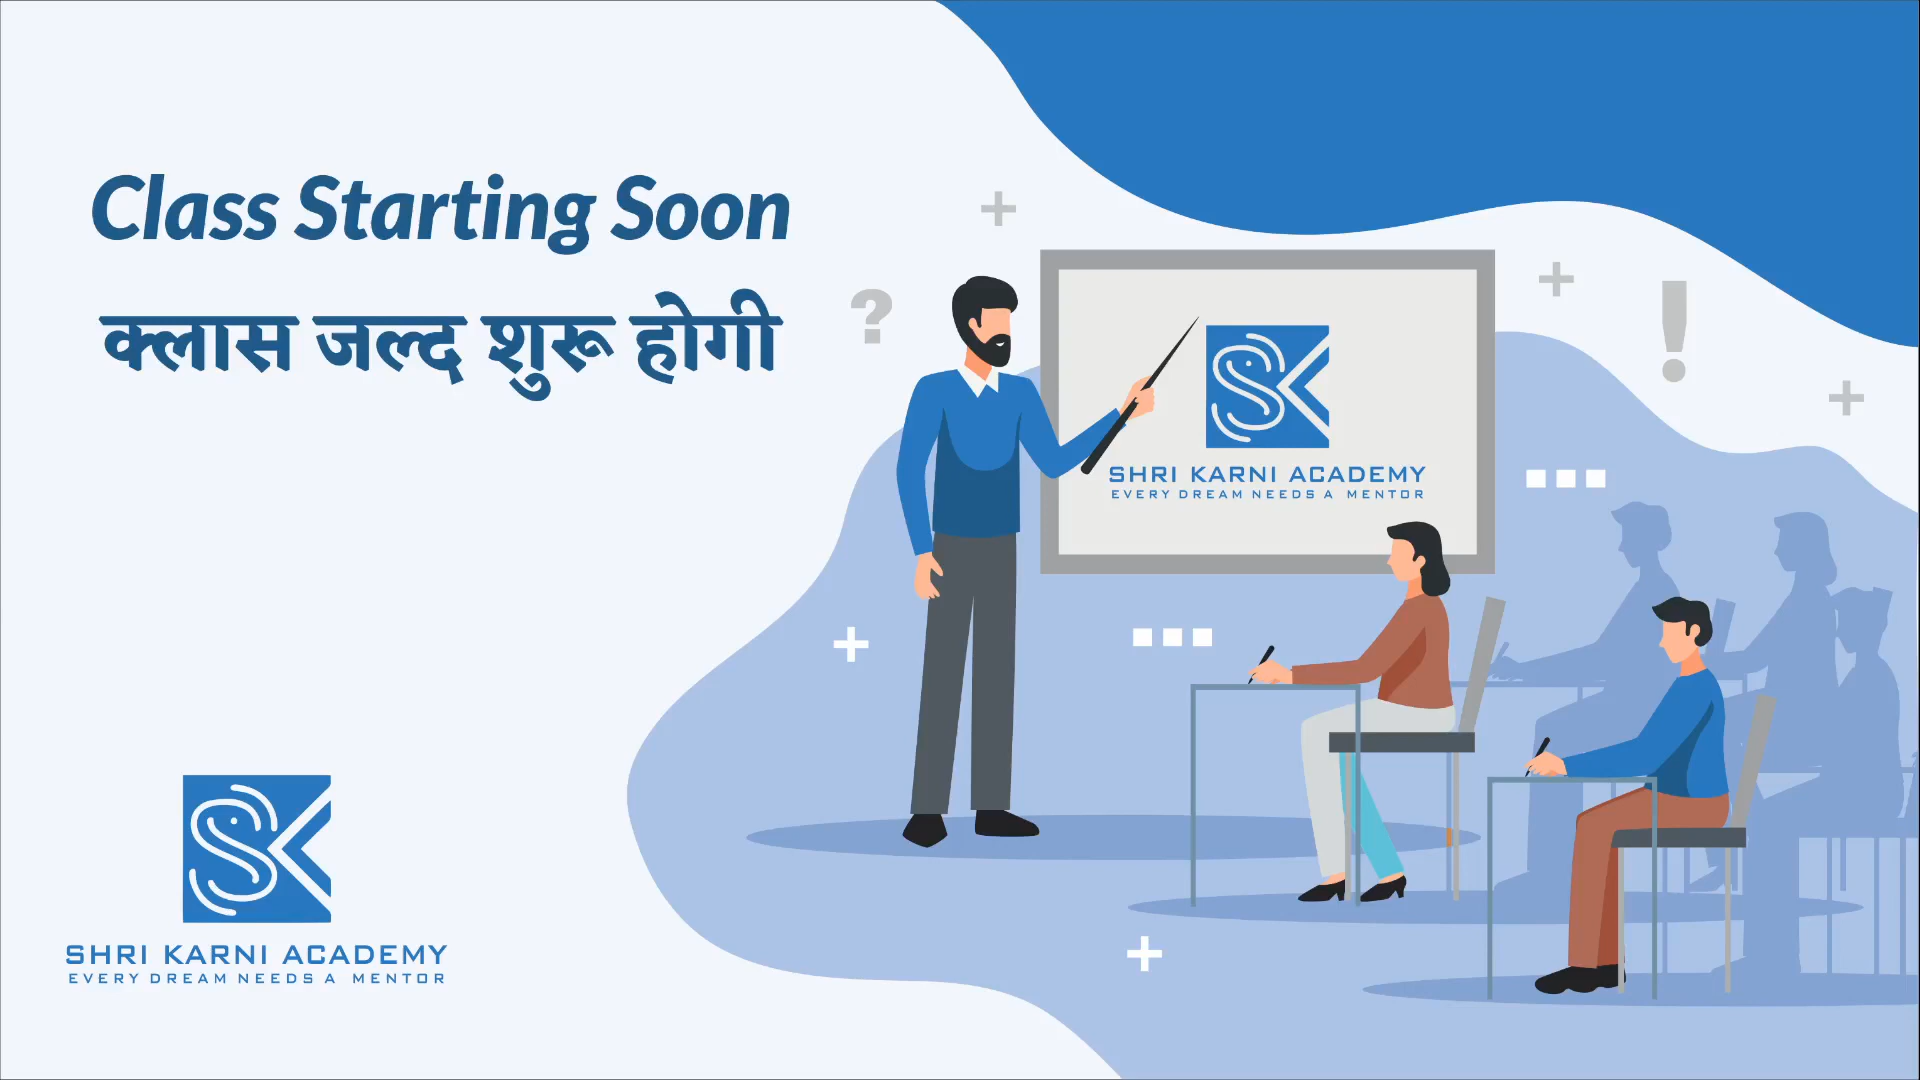 Class Starting Soon
क्लास जल्द शुरू होगी
SHRI KARNI ACADEMY
EVERY DREAM NEEDS A MENTOR
SHRI KARNI ACADEMY
EVERY DREAM NEEDS A MENTOR